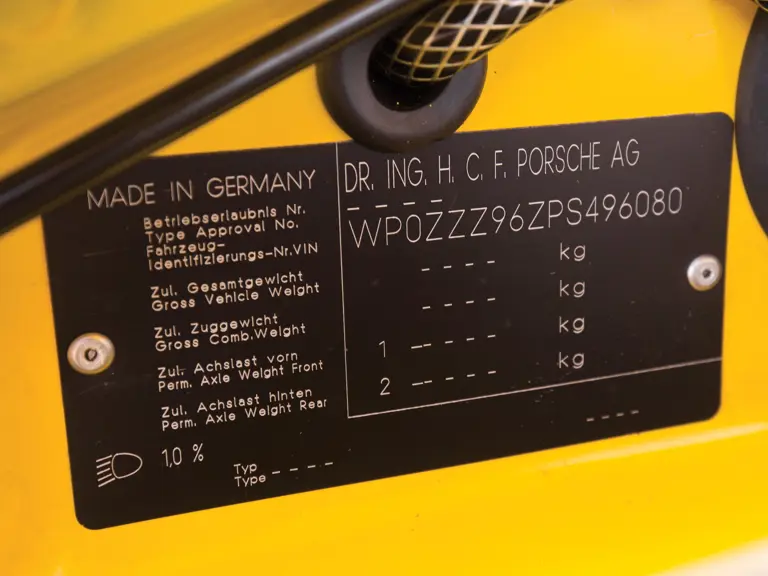 MADE IN GERMANY
DR. ING. H. C. F. PORSCHE AG
Betriebserlaubnis Nr.
Type Approval No.
- - - -
Fahrzeug-
Identifizierungs-Nr.VIN
WP0ZZZ96ZPS496080
Zul. Gesamtgewicht
Gross Vehicle Weight
- - - - kg
Zul. Zuggewicht
Gross Comb.Weight
- - - - kg
Zul. Achslast vorn
Perm. Axle Weight Front
1 -- - - - kg
Zul. Achslast hinten
Perm. Axle Weight Rear
2 -- - - - kg
1,0 %
Typ
Type
- - - -
- - - -